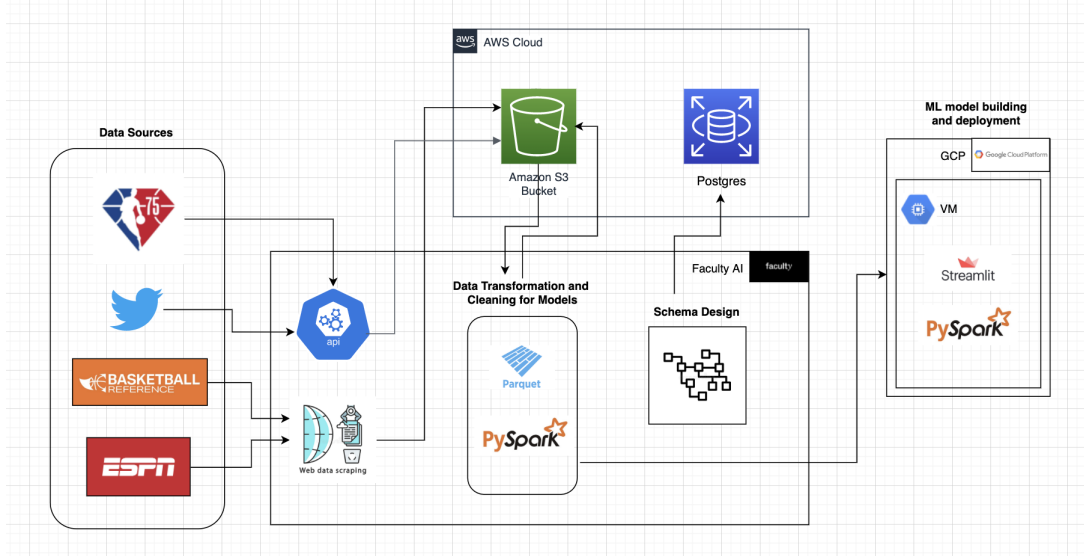 aws
AWS Cloud
Amazon S3
Bucket
Postgres
Data Sources
75
BASKETBALL
REFERENCE
ESPN
api
Web data scraping
Faculty AI
faculty
Data Transformation and
Cleaning for Models
Parquet
PySpark
Schema Design
ML model building
and deployment
GCP
Google Cloud Platform
VM
Streamlit
PySpark